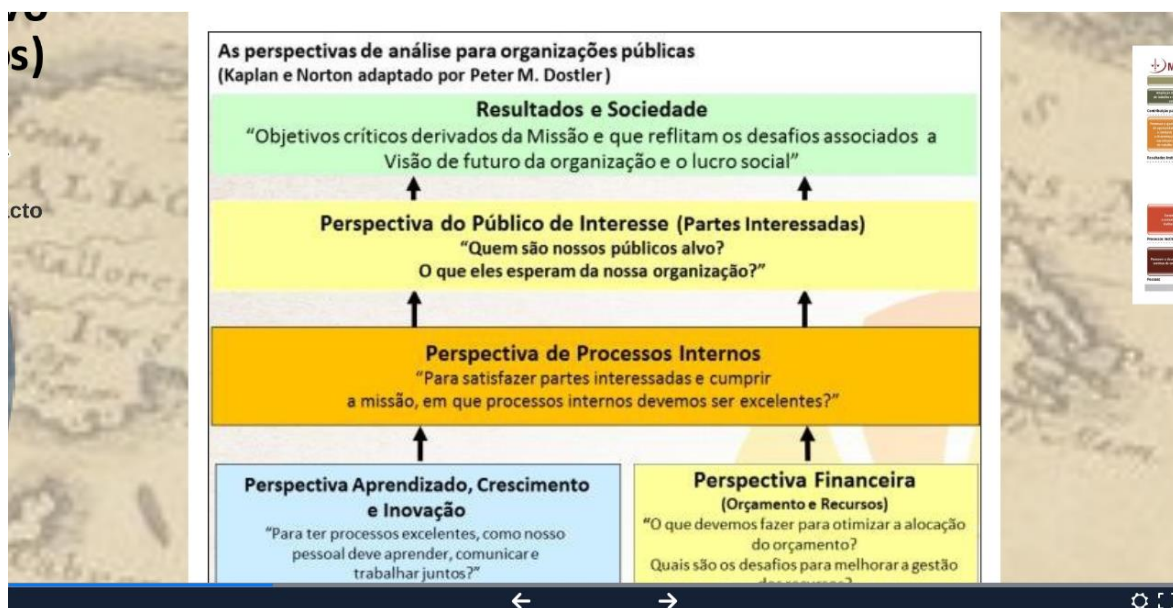 os)
cto
As perspectivas de análise para organizações públicas
(Kaplan e Norton adaptado por Peter M. Dostler)
Resultados e Sociedade
“Objetivos críticos derivados da Missão e que reflitam os desafios associados a
Visão de futuro da organização e o lucro social”
Perspectiva do Público de Interesse (Partes Interessadas)
“Quem são nossos públicos alvo?
O que eles esperam da nossa organização?”
Perspectiva de Processos Internos
“Para satisfazer partes interessadas e cumprir
a missão, em que processos internos devemos ser excelentes?”
Perspectiva Aprendizado, Crescimento
e Inovação
“Para ter processos excelentes, como nosso
pessoal deve aprender, comunicar e
trabalhar juntos?”
Perspectiva Financeira
(Orçamento e Recursos)
“O que devemos fazer para otimizar a alocação
do orçamento?
Quais são os desafios para melhorar a gestão